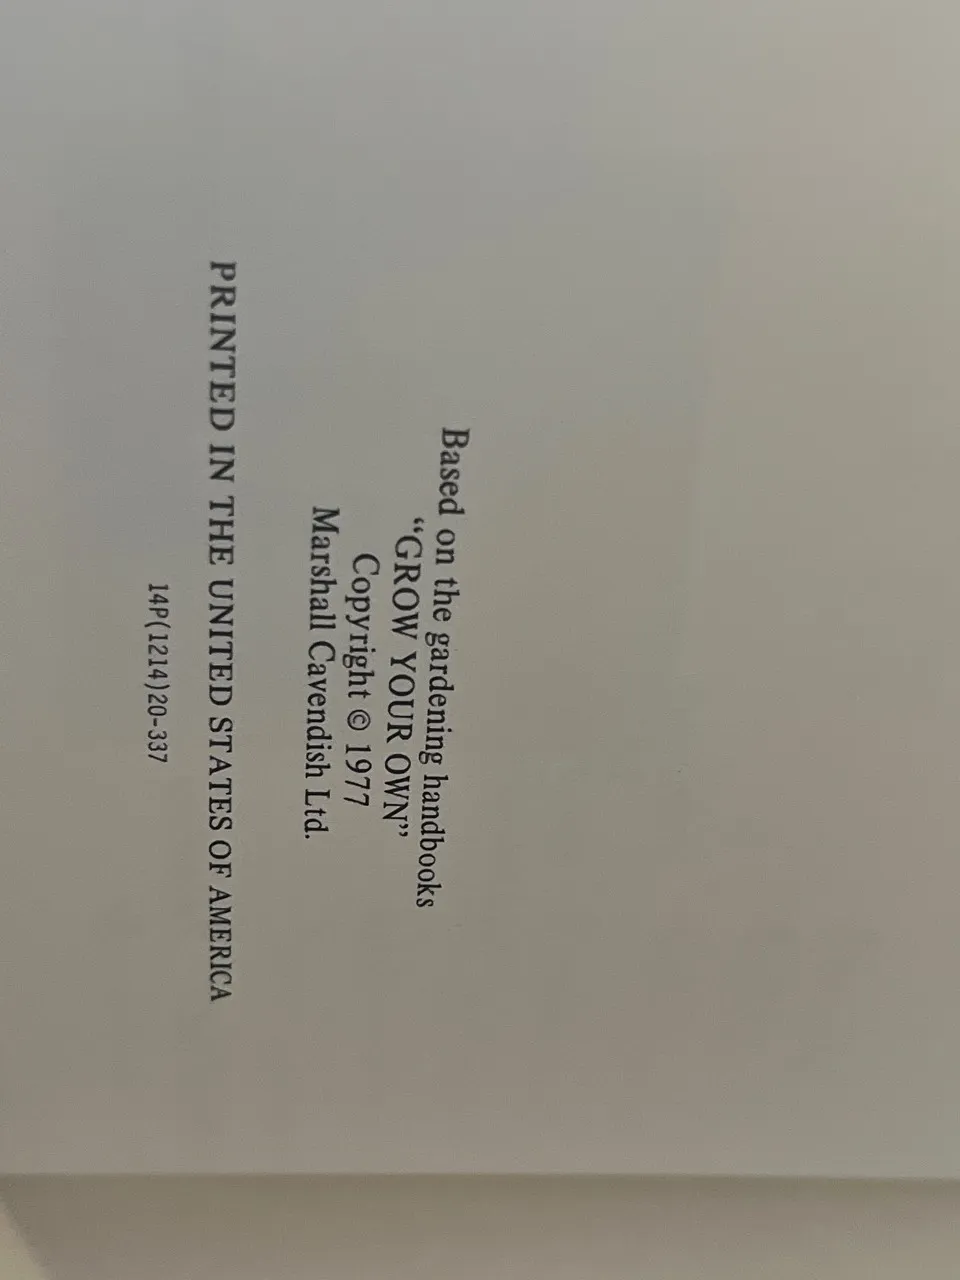 Based on the gardening handbooks
“GROW YOUR OWN”
Copyright © 1977
Marshall Cavendish Ltd.
PRINTED IN THE UNITED STATES OF AMERICA
14P(1214)20-337